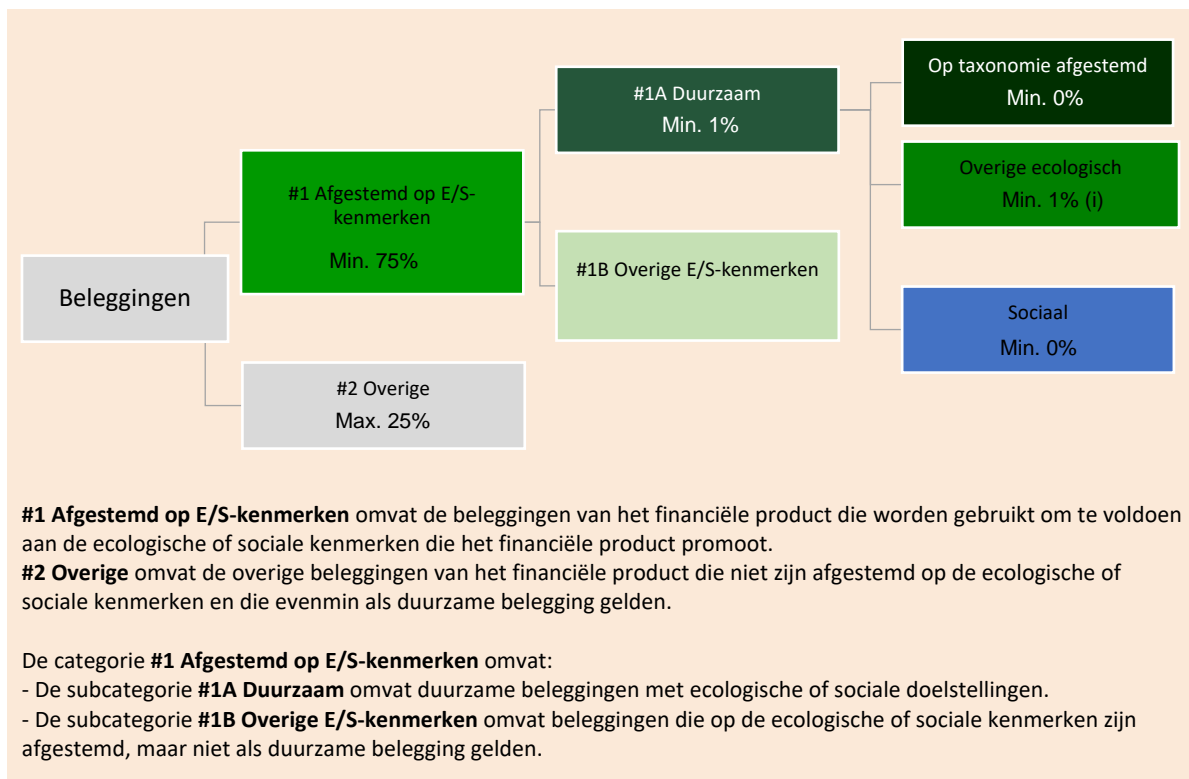 Beleggingen
#1 Afgestemd op E/S-
kenmerken
Min. 75%
#2 Overige
Max. 25%
#1A Duurzaam
Min. 1%
#1B Overige E/S-kenmerken
Op taxonomie afgestemd
Min. 0%
Overige ecologisch
Min. 1% (i)
Sociaal
Min. 0%
#1 Afgestemd op E/S-kenmerken omvat de beleggingen van het financiële product die worden gebruikt om te voldoen
aan de ecologische of sociale kenmerken die het financiële product promoot.
#2 Overige omvat de overige beleggingen van het financiële product die niet zijn afgestemd op de ecologische of
sociale kenmerken en die evenmin als duurzame belegging gelden.
De categorie #1 Afgestemd op E/S-kenmerken omvat:
- De subcategorie #1A Duurzaam omvat duurzame beleggingen met ecologische of sociale doelstellingen.
- De subcategorie #1B Overige E/S-kenmerken omvat beleggingen die op de ecologische of sociale kenmerken zijn
afgestemd, maar niet als duurzame belegging gelden.